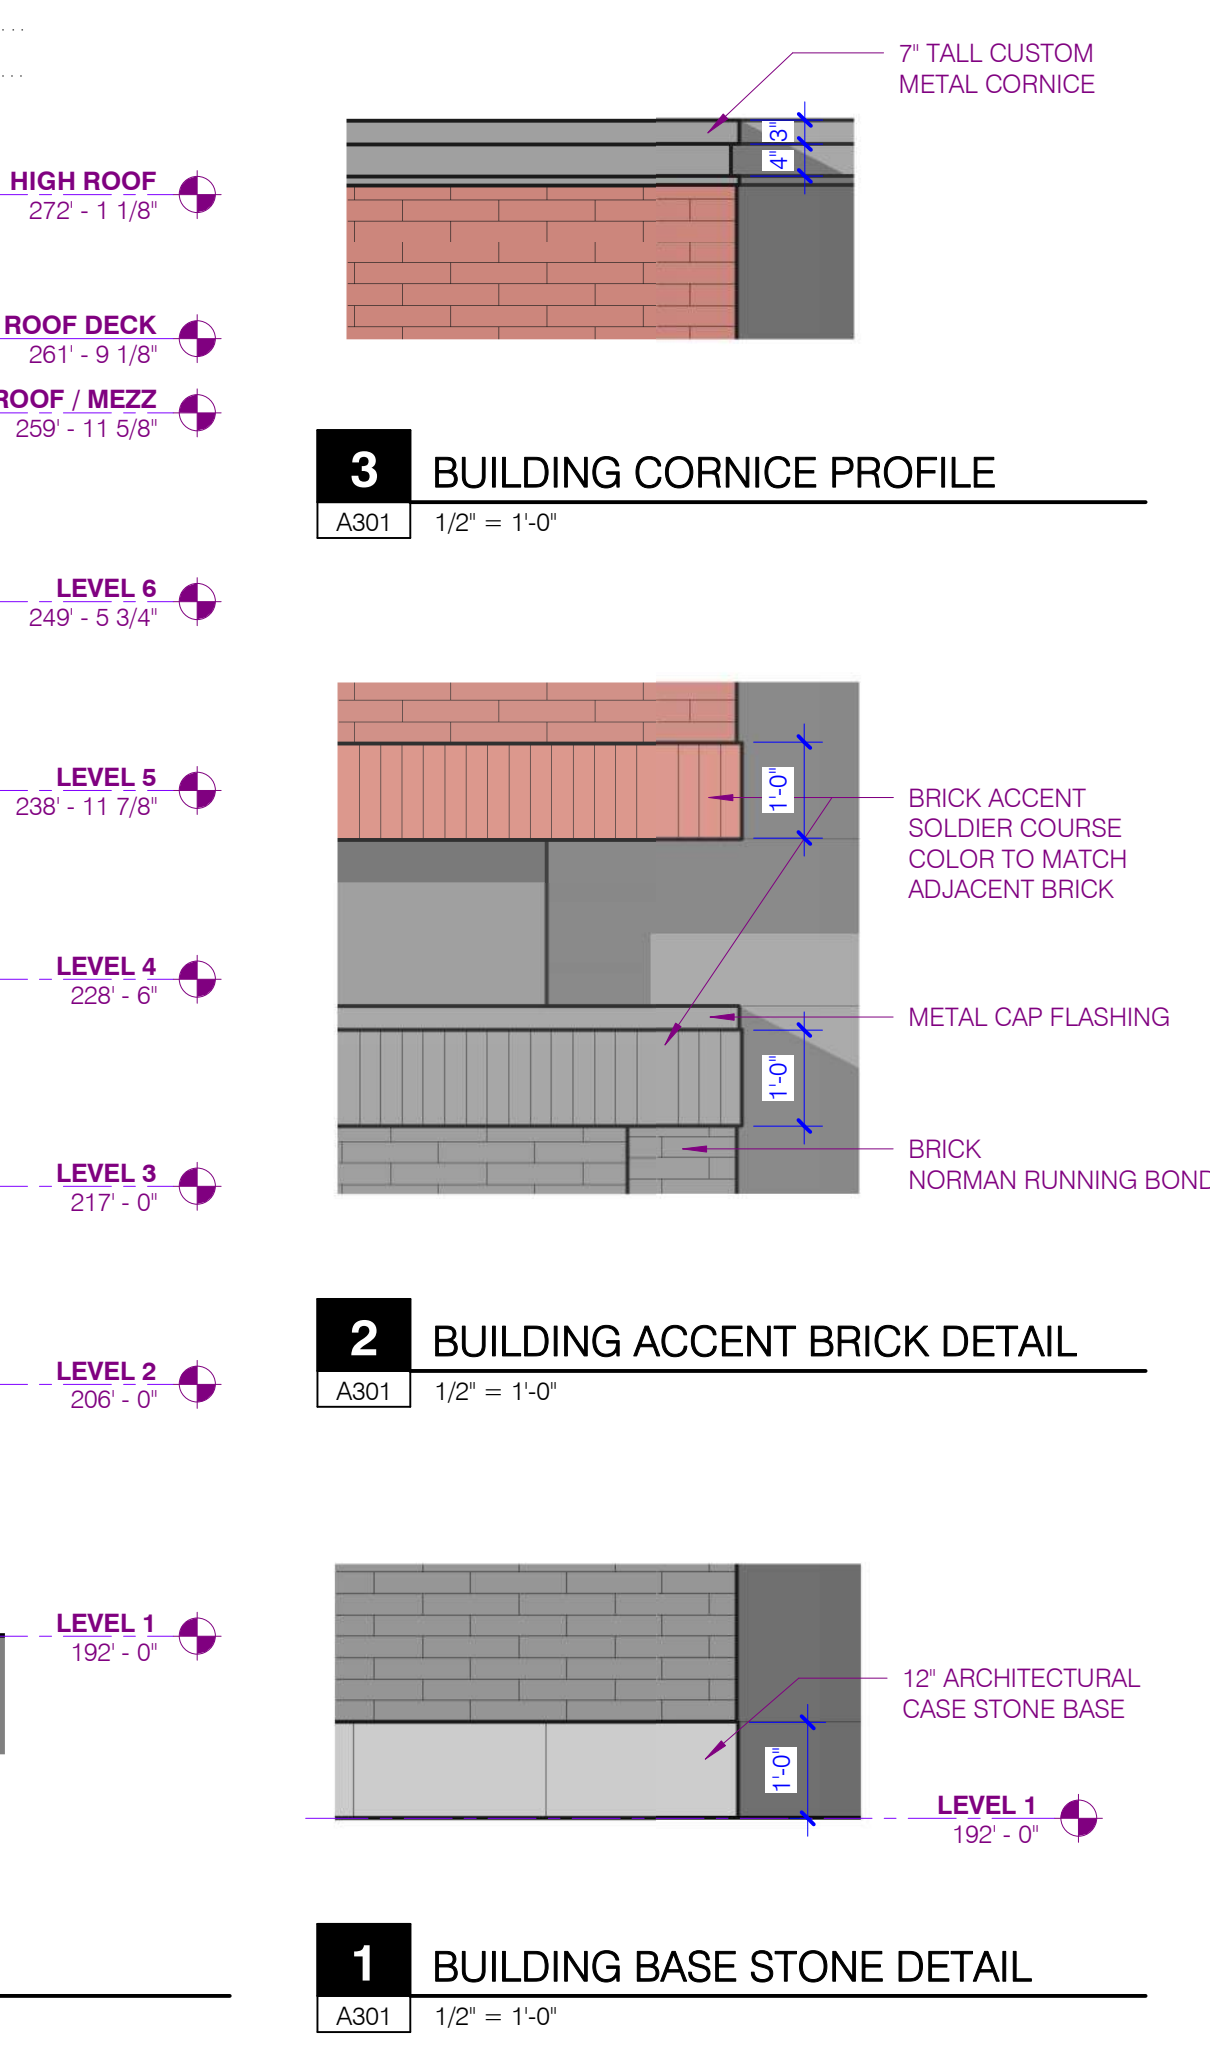 HIGH ROOF
272' - 1 1/8"
ROOF DECK
261' - 9 1/8"
ROOF / MEZZ
259' - 11 5/8"
LEVEL 6
249' - 5 3/4"
LEVEL 5
238' - 11 7/8"
LEVEL 4
228' - 6"
LEVEL 3
217' - 0"
LEVEL 2
206' - 0"
LEVEL 1
192' - 0"
7" TALL CUSTOM
METAL CORNICE
3"
4"
3 BUILDING CORNICE PROFILE
A301 1/2" = 1'-0"
1'-0"
BRICK ACCENT
SOLDIER COURSE
COLOR TO MATCH
ADJACENT BRICK
METAL CAP FLASHING
1'-0"
BRICK
NORMAN RUNNING BOND
2 BUILDING ACCENT BRICK DETAIL
A301 1/2" = 1'-0"
12" ARCHITECTURAL
CASE STONE BASE
1'-0"
LEVEL 1
192' - 0"
1 BUILDING BASE STONE DETAIL
A301 1/2" = 1'-0"